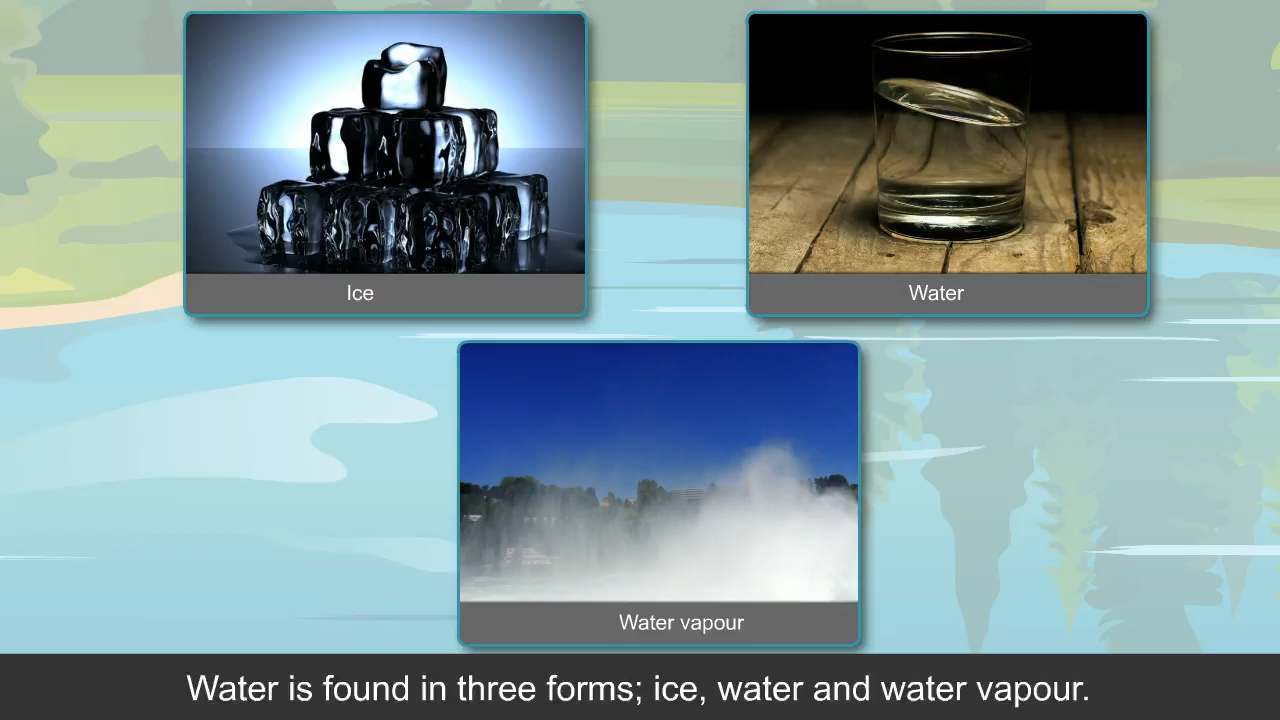 Ice
Water
Water vapour
Water is found in three forms; ice, water and water vapour.